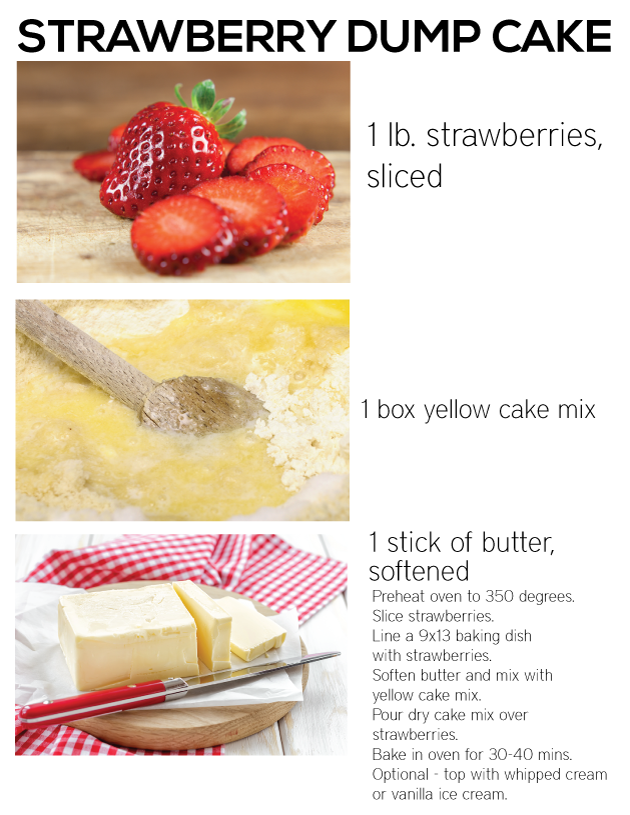 STRAWBERRY DUMP CAKE
1 lb. strawberries,
sliced
1 box yellow cake mix
1 stick of butter,
softened
Preheat oven to 350 degrees.
Slice strawberries.
Line a 9x13 baking dish
with strawberries.
Soften butter and mix with
yellow cake mix.
Pour dry cake mix over
strawberries.
Bake in oven for 30-40 mins.
Optional - top with whipped cream
or vanilla ice cream.